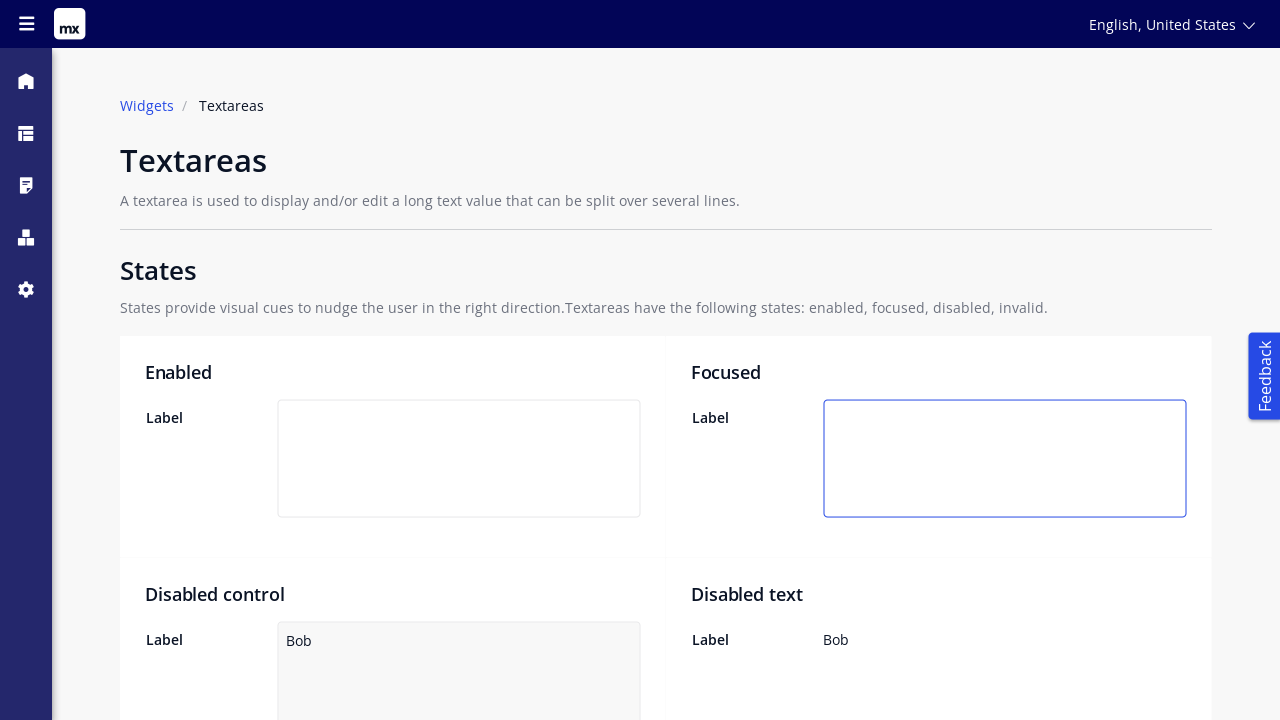 mx
English, United States
Widgets / Textareas
Textareas
A textarea is used to display and/or edit a long text value that can be split over several lines.
States
States provide visual cues to nudge the user in the right direction.Textareas have the following states: enabled, focused, disabled, invalid.
Feedback
Enabled
Label
Focused
Label
Disabled control
Label
Bob
Disabled text
Label
Bob